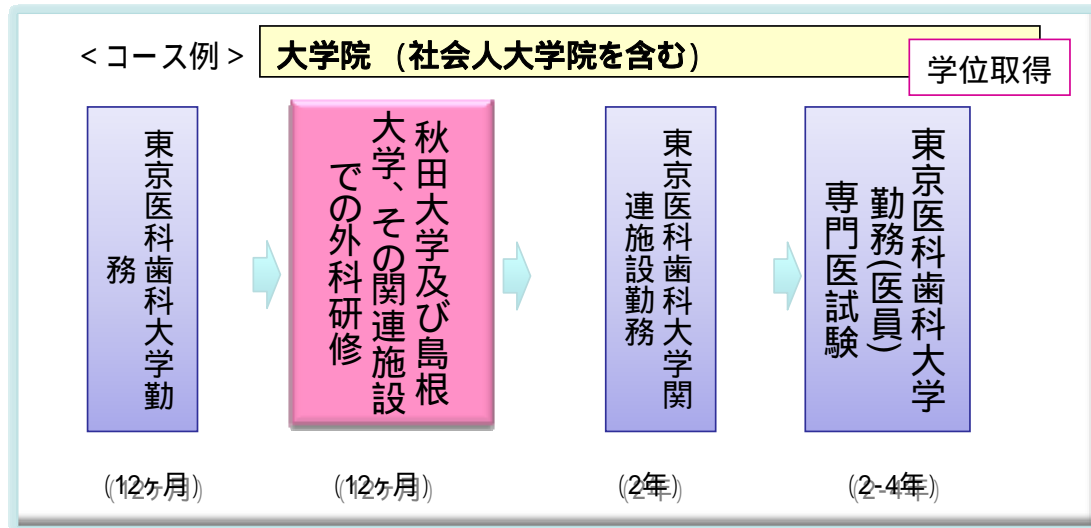 ＜コース例＞
大学院 (社会人大学院を含む)
学位取得
東京医科歯科大学勤
務
秋田大学及び島根
大学、その関連施設
での外科研修
東京医科歯科大学関
連施設勤務
東京医科歯科大学
勤務(医員)
専門医試験
(12ヶ月)
(12ヶ月)
(2年)
(2-4年)